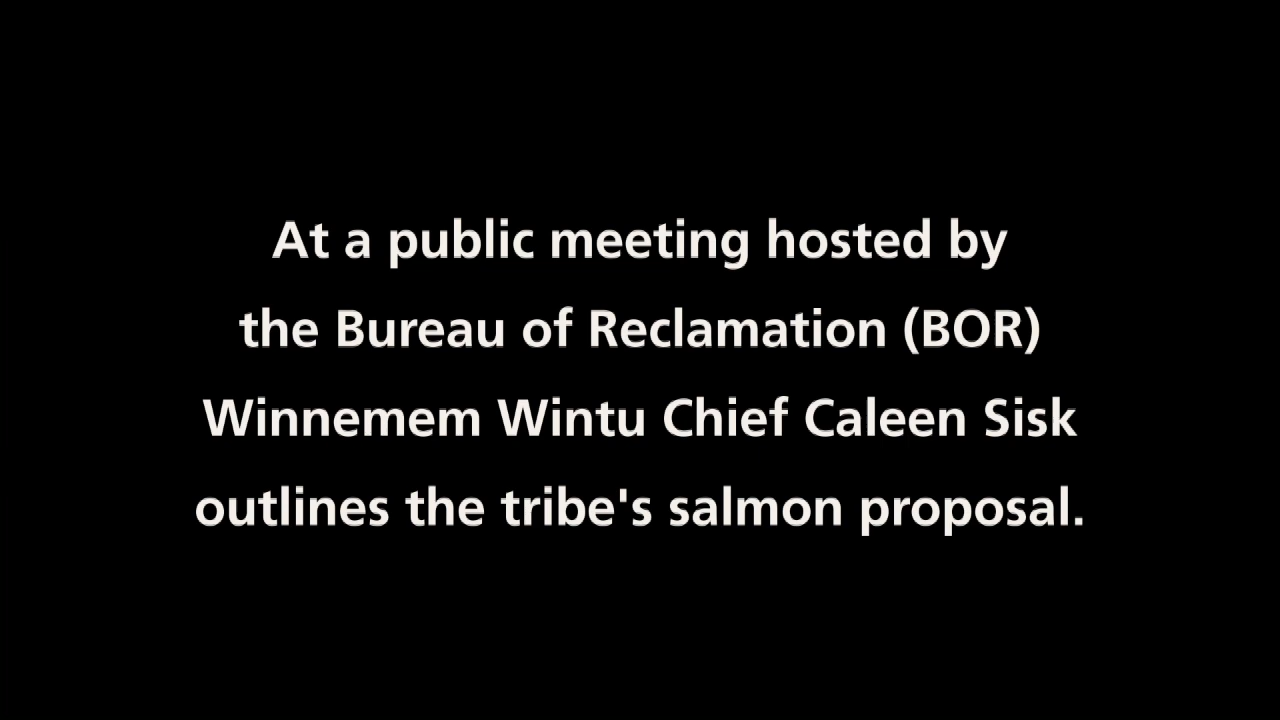 At a public meeting hosted by
the Bureau of Reclamation (BOR)
Winnemem Wintu Chief Caleen Sisk
outlines the tribe's salmon proposal.